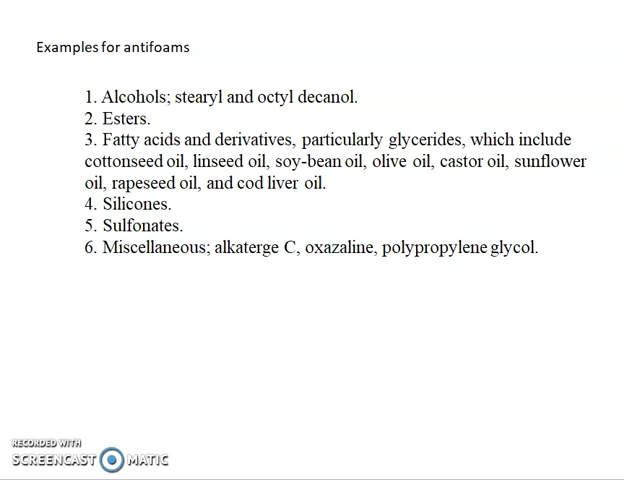 Examples for antifoams
1. Alcohols; stearyl and octyl decanol.
2. Esters.
3. Fatty acids and derivatives, particularly glycerides, which include
cottonseed oil, linseed oil, soy-bean oil, olive oil, castor oil, sunflower
oil, rapeseed oil, and cod liver oil.
4. Silicones.
5. Sulfonates.
6. Miscellaneous; alkaterge C, oxazaline, polypropylene glycol.
RECORDED WITH
SCREENCAST MATIC